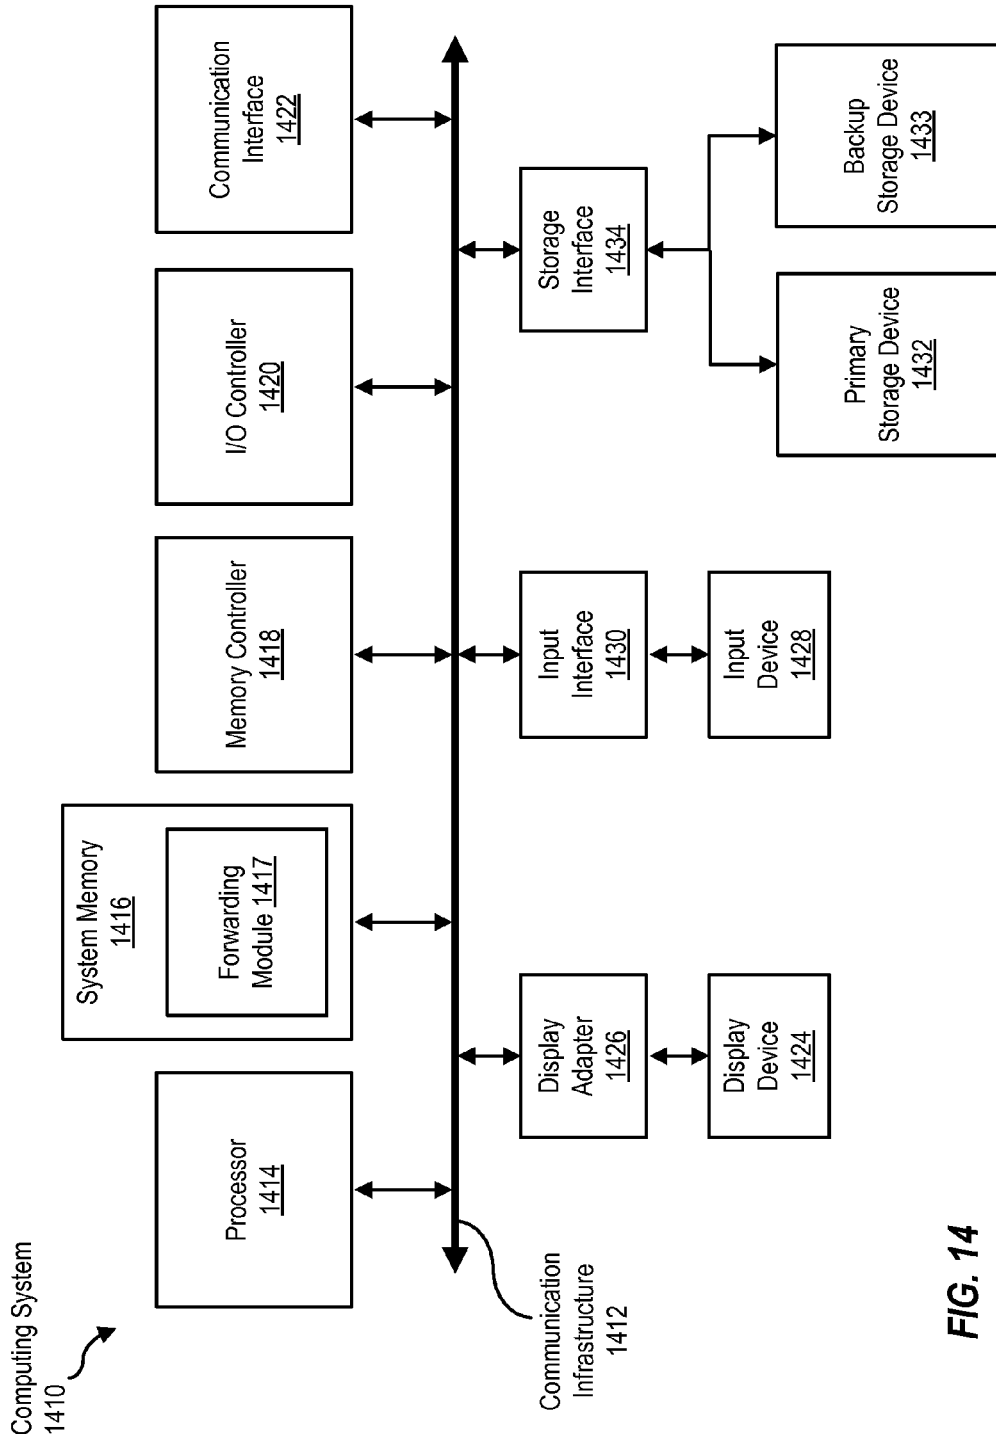 Computing System
1410
Processor
1414
System Memory
1416
Forwarding
Module 1417
Memory Controller
1418
I/O Controller
1420
Communication
Interface
1422
Communication
Infrastructure
1412
Display
Adapter
1426
Input
Interface
1430
Storage
Interface
1434
Display
Device
1424
Input
Device
1428
Primary
Storage Device
1432
Backup
Storage Device
1433
FIG. 14